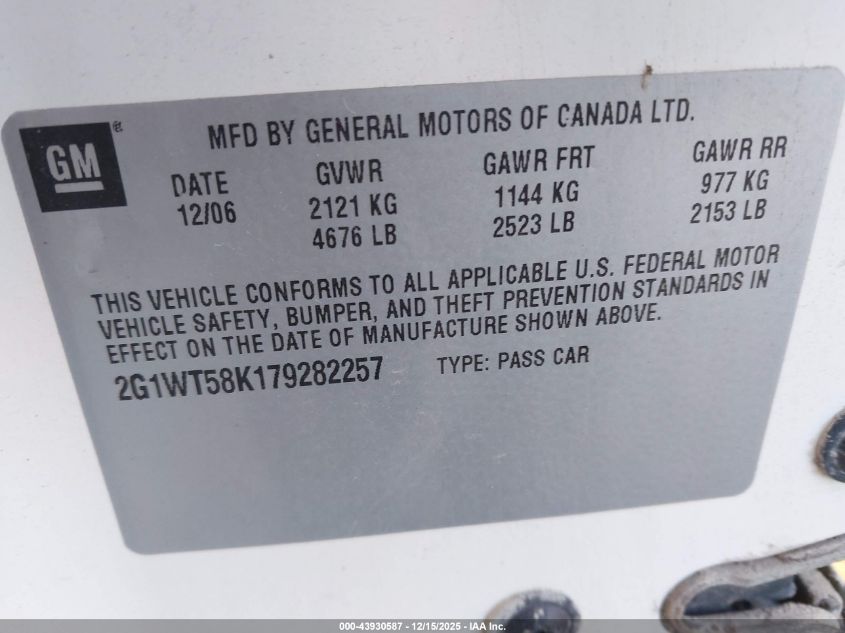 GM
MFD BY GENERAL MOTORS OF CANADA LTD.
DATE GVWR GAWR FRT GAWR RR
12/06 2121 KG 1144 KG 977 KG
4676 LB 2523 LB 2153 LB
THIS VEHICLE CONFORMS TO ALL APPLICABLE U.S. FEDERAL MOTOR
VEHICLE SAFETY, BUMPER, AND THEFT PREVENTION STANDARDS IN
EFFECT ON THE DATE OF MANUFACTURE SHOWN ABOVE.
2G1WT58K179282257 TYPE: PASS CAR
000-43930587 - 12/15/2025 - IAA Inc.